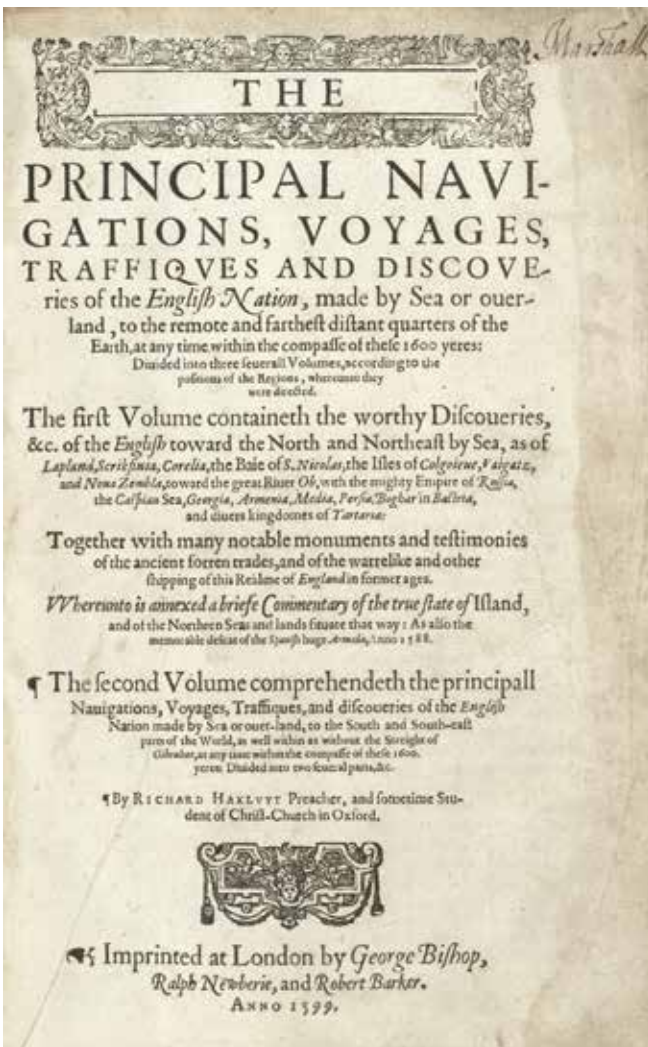 Marshall
THE
PRINCIPAL NAVI-
GATIONS, VOYAGES,
TRAFFIQVES AND DISCOVE-
ries of the Engliſh Nation, made by Sea or ouer-
land, to the remote and fartheſt diſtant quarters of the
Earth, at any time within the compaſſe of theſe 1600 yeres:
Diuided into three ſeuerall Volumes, according to the
poſitions of the Regions, whereunto they
were directed.
The firſt Volume containeth the worthy Diſcoueries,
&c. of the Engliſh toward the North and Northeaſt by Sea, as of
Lapland, Scrikfinia, Corelia, the Baie of S. Nicolas, the Iſles of Colgoieue, Vaigatz,
and Noua Zembla, toward the great Riuer Ob, with the mighty Empire of Ruſſia,
the Caſpian Sea, Georgia, Armenia, Media, Perſia, Boghar in Bactria,
and diuers kingdomes of Tartaria:
Together with many notable monuments and teſtimonies
of the ancient forren trades, and of the warrelike and other
ſhipping of this Realme of England in former ages.
VVhereunto is annexed a briefe Commentary of the true ſtate of Iſland,
and of the Northren Seas and lands ſituate that way: As alſo the
memorable defeat of the Spaniſh huge Armada, Anno 1588.
¶ The ſecond Volume comprehendeth the principall
Nauigations, Voyages, Traffiques, and diſcoueries of the Engliſh
Nation made by Sea or ouer-land, to the South and South-eaſt
parts of the World, as well within as without the Streight of
Gibraltar, at any time within the compaſſe of theſe 1600.
yeres: Diuided into two ſeuerall parts, &c.
¶ By RICHARD HAKLVYT Preacher, and ſometime Stu-
dent of Chriſt-Church in Oxford.
☚ Imprinted at London by George Biſhop,
Ralph Newberie, and Robert Barker.
ANNO 1599.